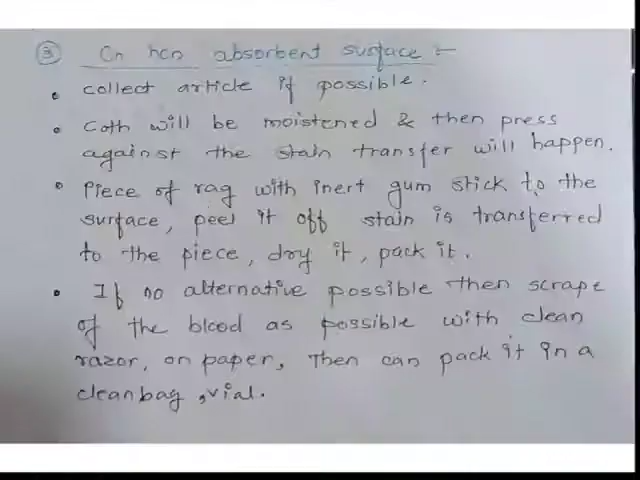 ③ On non absorbent surface :-
• collect article if possible.
• Coth will be moistened & then press
against the stain transfer will happen.
• Piece of rag with inert gum stick to the
surface, peel it off stain is transferred
to the piece, dry it, pack it.
• If no alternative possible then scrape
of the blood as possible with clean
razor, on paper, Then can pack it in a
clean bag, vial.